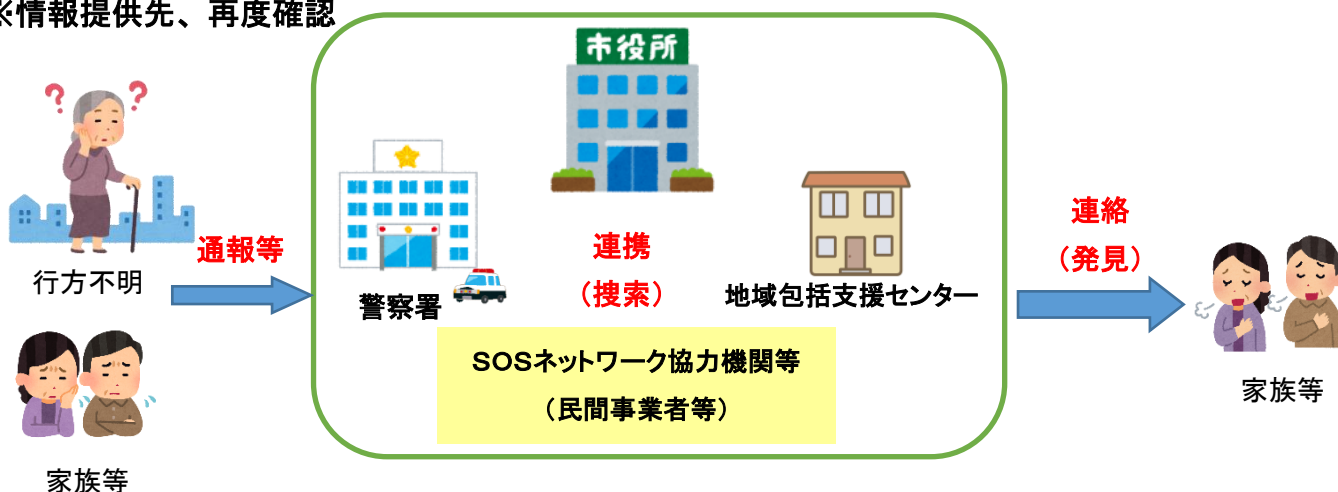 ※情報提供先、再度確認
市役所
行方不明
通報等
警察署
連携
（捜索）
地域包括支援センター
連絡
（発見）
SOSネットワーク協力機関等
（民間事業者等）
家族等
家族等